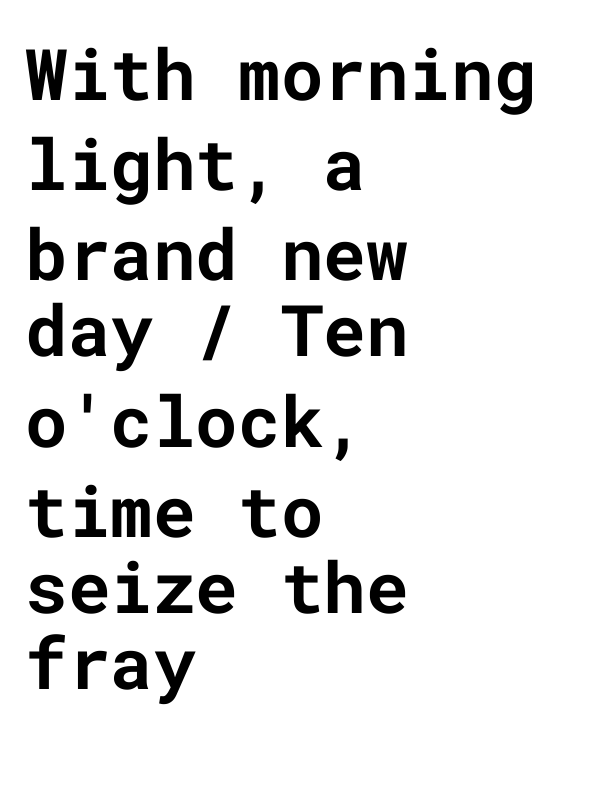 With morning
light, a
brand new
day / Ten
o'clock,
time to
seize the
fray